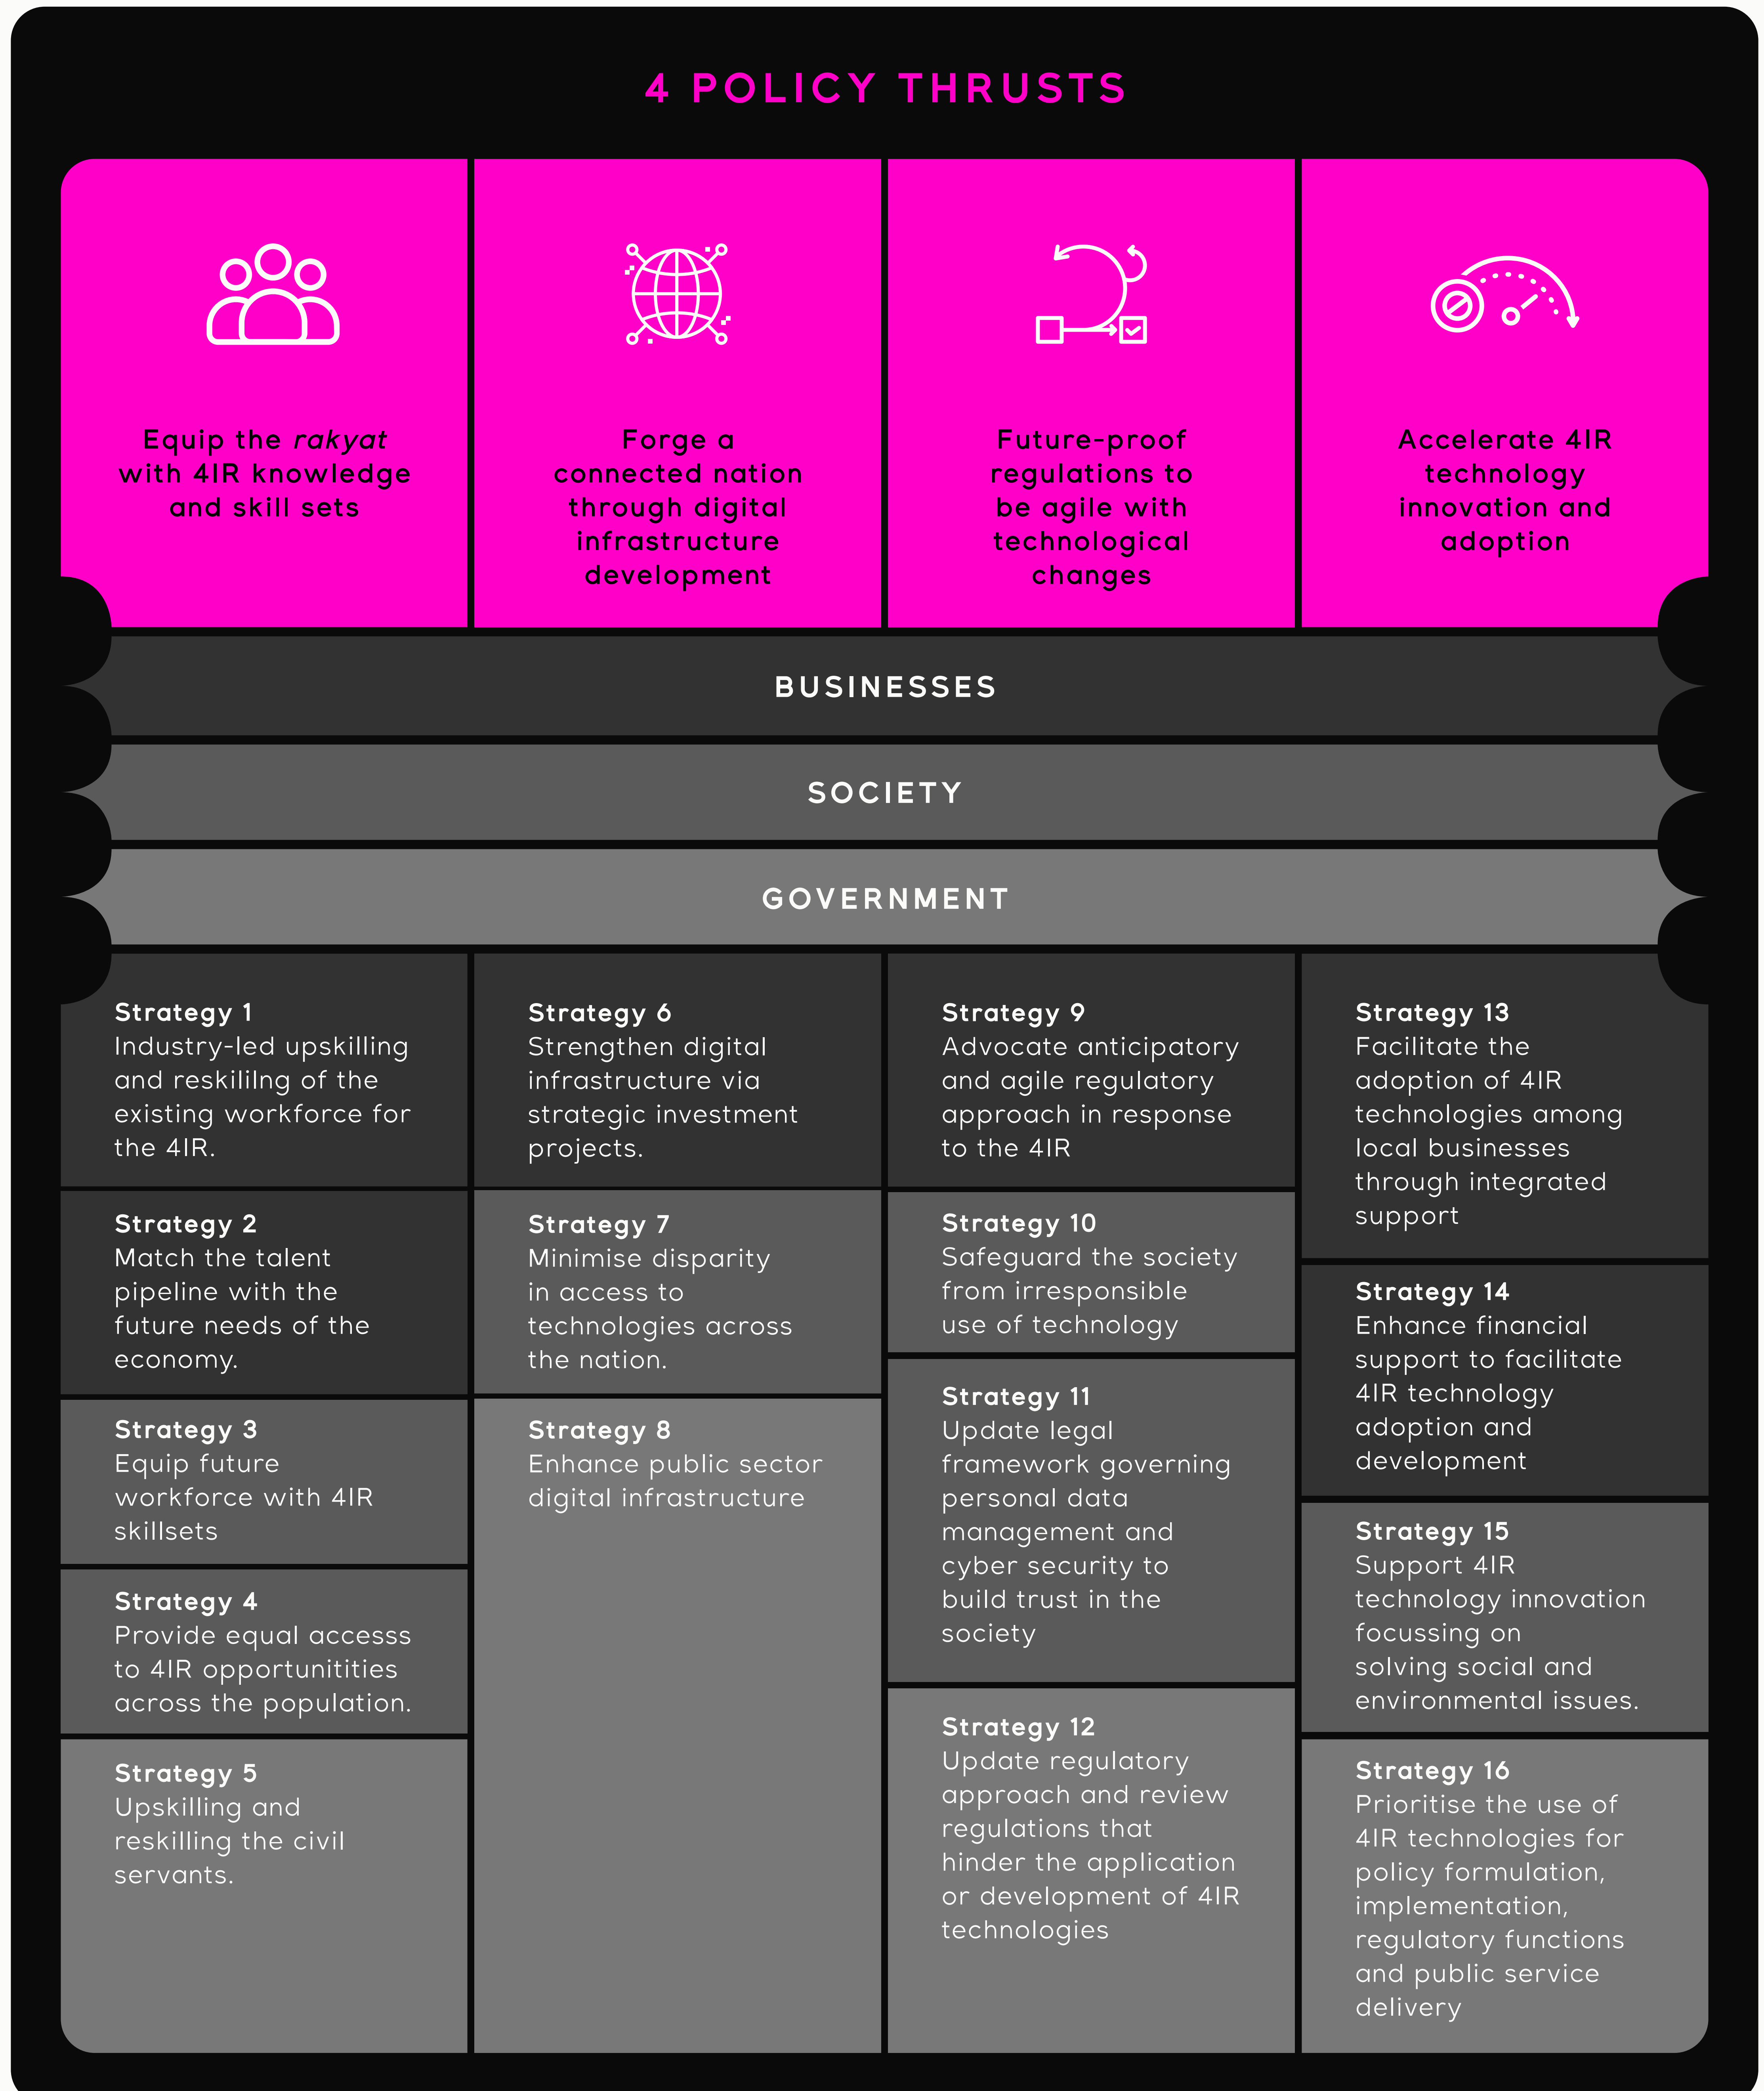 4 POLICY THRUSTS
Equip the rakyat
with 4IR knowledge
and skill sets
Forge a
connected nation
through digital
infrastructure
development
Future-proof
regulations to
be agile with
technological
changes
Accelerate 4IR
technology
innovation and
adoption
BUSINESSES
SOCIETY
GOVERNMENT
Strategy 1
Industry-led upskilling
and reskililng of the
existing workforce for
the 4IR.
Strategy 2
Match the talent
pipeline with the
future needs of the
economy.
Strategy 3
Equip future
workforce with 4IR
skillsets
Strategy 4
Provide equal accesss
to 4IR opportunitities
across the population.
Strategy 5
Upskilling and
reskilling the civil
servants.
Strategy 6
Strengthen digital
infrastructure via
strategic investment
projects.
Strategy 7
Minimise disparity
in access to
technologies across
the nation.
Strategy 8
Enhance public sector
digital infrastructure
Strategy 9
Advocate anticipatory
and agile regulatory
approach in response
to the 4IR
Strategy 10
Safeguard the society
from irresponsible
use of technology
Strategy 11
Update legal
framework governing
personal data
management and
cyber security to
build trust in the
society
Strategy 12
Update regulatory
approach and review
regulations that
hinder the application
or development of 4IR
technologies
Strategy 13
Facilitate the
adoption of 4IR
technologies among
local businesses
through integrated
support
Strategy 14
Enhance financial
support to facilitate
4IR technology
adoption and
development
Strategy 15
Support 4IR
technology innovation
focussing on
solving social and
environmental issues.
Strategy 16
Prioritise the use of
4IR technologies for
policy formulation,
implementation,
regulatory functions
and public service
delivery